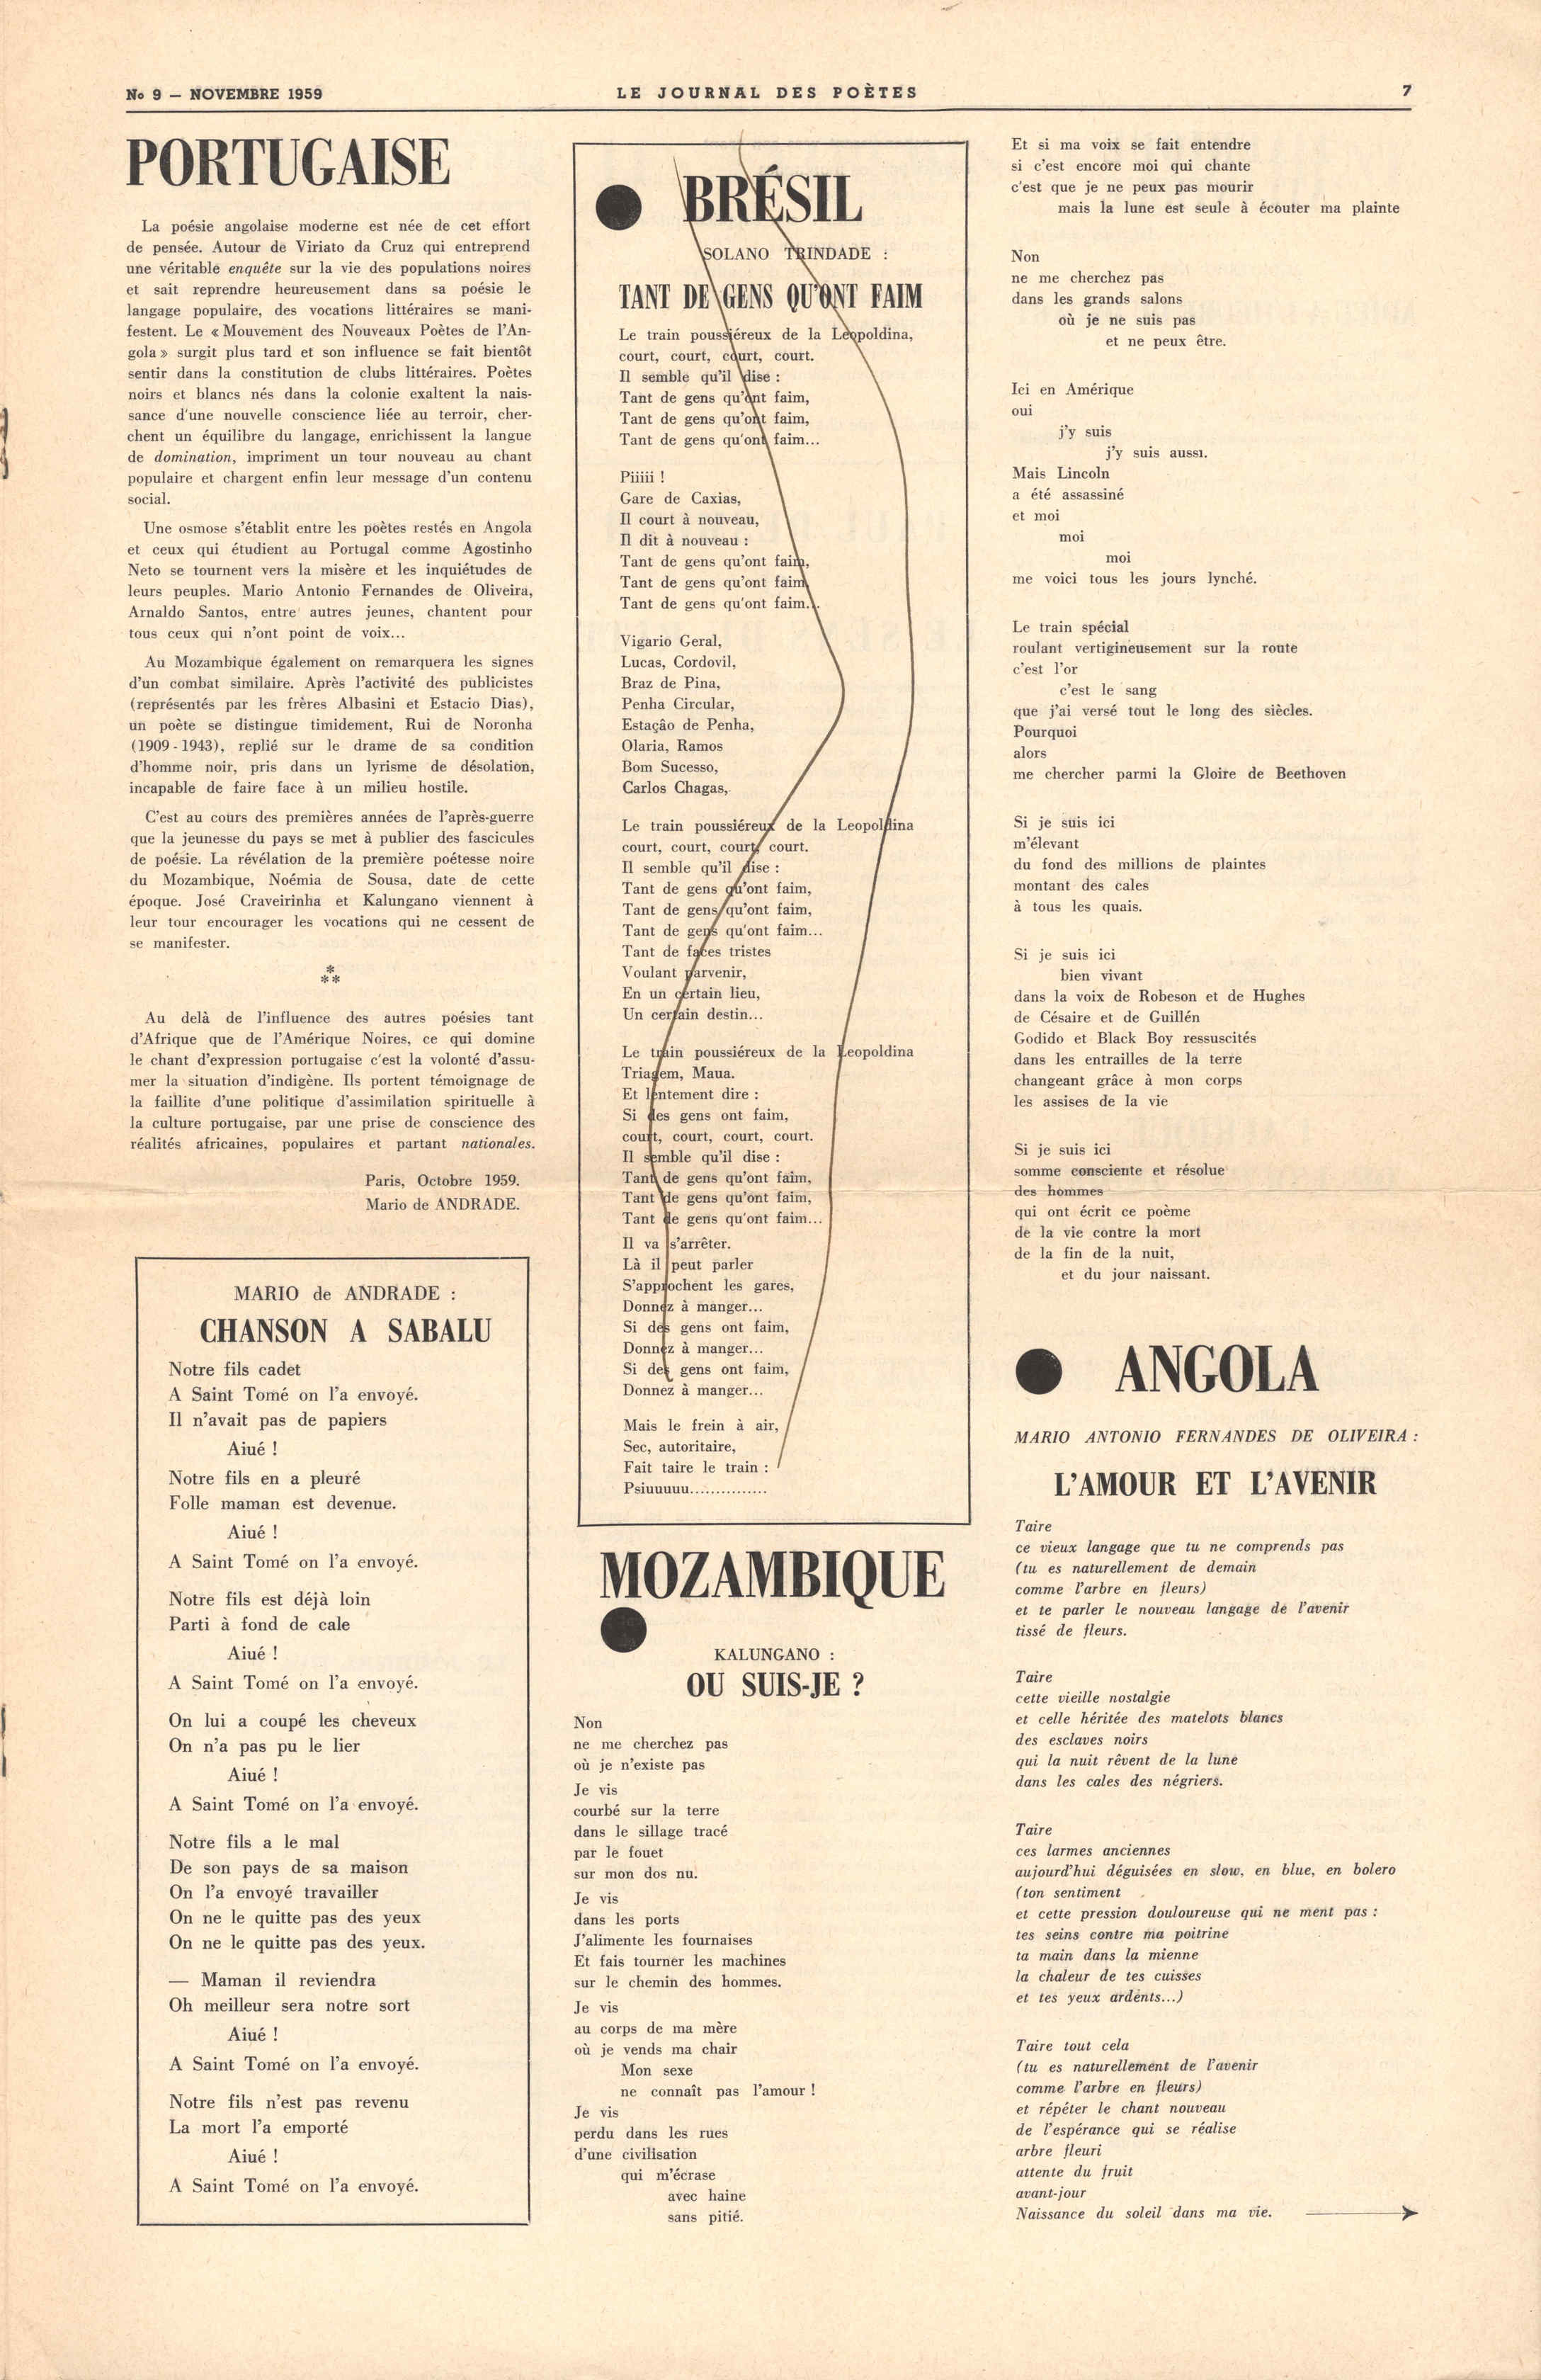 No 9 — NOVEMBRE 1959
LE JOURNAL DES POÈTES
7
PORTUGAISE
La poésie angolaise moderne est née de cet effort
de pensée. Autour de Viriato da Cruz qui entreprend
une véritable enquête sur la vie des populations noires
et sait reprendre heureusement dans sa poésie le
langage populaire, des vocations littéraires se mani-
festent. Le « Mouvement des Nouveaux Poètes de l'An-
gola » surgit plus tard et son influence se fait bientôt
sentir dans la constitution de clubs littéraires. Poètes
noirs et blancs nés dans la colonie exaltent la nais-
sance d'une nouvelle conscience liée au terroir, cher-
chent un équilibre du langage, enrichissent la langue
de domination, impriment un tour nouveau au chant
populaire et chargent enfin leur message d'un contenu
social.
Une osmose s'établit entre les poètes restés en Angola
et ceux qui étudient au Portugal comme Agostinho
Neto se tournent vers la misère et les inquiétudes de
leurs peuples. Mario Antonio Fernandes de Oliveira,
Arnaldo Santos, entre autres jeunes, chantent pour
tous ceux qui n'ont point de voix...
Au Mozambique également on remarquera les signes
d'un combat similaire. Après l'activité des publicistes
(représentés par les frères Albasini et Estacio Dias),
un poète se distingue timidement, Rui de Noronha
(1909 - 1943), replié sur le drame de sa condition
d'homme noir, pris dans un lyrisme de désolation,
incapable de faire face à un milieu hostile.
C'est au cours des premières années de l'après-guerre
que la jeunesse du pays se met à publier des fascicules
de poésie. La révélation de la première poétesse noire
du Mozambique, Noémia de Sousa, date de cette
époque. José Craveirinha et Kalungano viennent à
leur tour encourager les vocations qui ne cessent de
se manifester.
***
Au delà de l'influence des autres poésies tant
d'Afrique que de l'Amérique Noires, ce qui domine
le chant d'expression portugaise c'est la volonté d'assu-
mer la situation d'indigène. Ils portent témoignage de
la faillite d'une politique d'assimilation spirituelle à
la culture portugaise, par une prise de conscience des
réalités africaines, populaires et partant nationales.
Paris, Octobre 1959.
Mario de ANDRADE.
MARIO de ANDRADE :
CHANSON A SABALU
Notre fils cadet
A Saint Tomé on l'a envoyé.
Il n'avait pas de papiers
Aiué !
Notre fils en a pleuré
Folle maman est devenue.
Aiué !
A Saint Tomé on l'a envoyé.
Notre fils est déjà loin
Parti à fond de cale
Aiué !
A Saint Tomé on l'a envoyé.
On lui a coupé les cheveux
On n'a pas pu le lier
Aiué !
A Saint Tomé on l'a envoyé.
Notre fils a le mal
De son pays de sa maison
On l'a envoyé travailler
On ne le quitte pas des yeux
On ne le quitte pas des yeux.
— Maman il reviendra
Oh meilleur sera notre sort
Aiué !
A Saint Tomé on l'a envoyé.
Notre fils n'est pas revenu
La mort l'a emporté
Aiué !
A Saint Tomé on l'a envoyé.
● BRÉSIL
SOLANO TRINDADE :
TANT DE GENS QU'ONT FAIM
Le train poussiéreux de la Léopoldina,
court, court, court, court.
Il semble qu'il dise :
Tant de gens qu'ont faim,
Tant de gens qu'ont faim,
Tant de gens qu'ont faim...
Piiiii !
Gare de Caxias,
Il court à nouveau,
Il dit à nouveau :
Tant de gens qu'ont faim,
Tant de gens qu'ont faim,
Tant de gens qu'ont faim...
Vigario Geral,
Lucas, Cordovil,
Braz de Pina,
Penha Circular,
Estaçâo de Penha,
Olaria, Ramos
Bom Sucesso,
Carlos Chagas,
Le train poussiéreux de la Leopoldina
court, court, court, court.
Il semble qu'il dise :
Tant de gens qu'ont faim,
Tant de gens qu'ont faim,
Tant de gens qu'ont faim...
Tant de faces tristes
Voulant parvenir,
En un certain lieu,
Un certain destin...
Le train poussiéreux de la Leopoldina
Triagem, Maua.
Et lentement dire :
Si des gens ont faim,
court, court, court, court.
Il semble qu'il dise :
Tant de gens qu'ont faim,
Tant de gens qu'ont faim,
Tant de gens qu'ont faim...
Il va s'arrêter.
Là il peut parler
S'approchent les gares,
Donnez à manger...
Si des gens ont faim,
Donnez à manger...
Si des gens ont faim,
Donnez à manger...
Mais le frein à air,
Sec, autoritaire,
Fait taire le train :
Psiuuuuu...............
MOZAMBIQUE
●
KALUNGANO :
OU SUIS-JE ?
Non
ne me cherchez pas
où je n'existe pas
Je vis
courbé sur la terre
dans le sillage tracé
par le fouet
sur mon dos nu.
Je vis
dans les ports
J'alimente les fournaises
Et fais tourner les machines
sur le chemin des hommes.
Je vis
au corps de ma mère
où je vends ma chair
Mon sexe
ne connaît pas l'amour !
Je vis
perdu dans les rues
d'une civilisation
qui m'écrase
avec haine
sans pitié.
Et si ma voix se fait entendre
si c'est encore moi qui chante
c'est que je ne peux pas mourir
mais la lune est seule à écouter ma plainte
Non
ne me cherchez pas
dans les grands salons
où je ne suis pas
et ne peux être.
Ici en Amérique
oui
j'y suis
j'y suis aussi.
Mais Lincoln
a été assassiné
et moi
moi
moi
me voici tous les jours lynché.
Le train spécial
roulant vertigineusement sur la route
c'est l'or
c'est le sang
que j'ai versé tout le long des siècles.
Pourquoi
alors
me chercher parmi la Gloire de Beethoven
Si je suis ici
m'élevant
du fond des millions de plaintes
montant des cales
à tous les quais.
Si je suis ici
bien vivant
dans la voix de Robeson et de Hughes
de Césaire et de Guillén
Godido et Black Boy ressuscités
dans les entrailles de la terre
changeant grâce à mon corps
les assises de la vie
Si je suis ici
somme consciente et résolue
des hommes
qui ont écrit ce poème
de la vie contre la mort
de la fin de la nuit,
et du jour naissant.
● ANGOLA
MARIO ANTONIO FERNANDES DE OLIVEIRA :
L'AMOUR ET L'AVENIR
Taire
ce vieux langage que tu ne comprends pas
(tu es naturellement de demain
comme l'arbre en fleurs)
et te parler le nouveau langage de l'avenir
tissé de fleurs.
Taire
cette vieille nostalgie
et celle héritée des matelots blancs
des esclaves noirs
qui la nuit rêvent de la lune
dans les cales des négriers.
Taire
ces larmes anciennes
aujourd'hui déguisées en slow, en blue, en bolero
(ton sentiment
et cette pression douloureuse qui ne ment pas :
tes seins contre ma poitrine
ta main dans la mienne
la chaleur de tes cuisses
et tes yeux ardents...)
Taire tout cela
(tu es naturellement de l'avenir
comme l'arbre en fleurs)
et répéter le chant nouveau
de l'espérance qui se réalise
arbre fleuri
attente du fruit
avant-jour
Naissance du soleil dans ma vie.